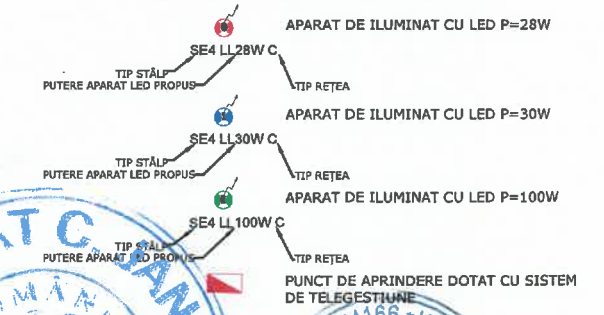 APARAT DE ILUMINAT CU LED P=28W
SE4 LL28W C
TIP STÂLP
PUTERE APARAT LED PROPUS
TIP REȚEA
APARAT DE ILUMINAT CU LED P=30W
SE4 LL30W C
TIP STÂLP
PUTERE APARAT LED PROPUS
TIP REȚEA
APARAT DE ILUMINAT CU LED P=100W
SE4 LL100W C
TIP STÂLP
PUTERE APARAT LED PROPUS
TIP REȚEA
PUNCT DE APRINDERE DOTAT CU SISTEM
DE TELEGESTIUNE